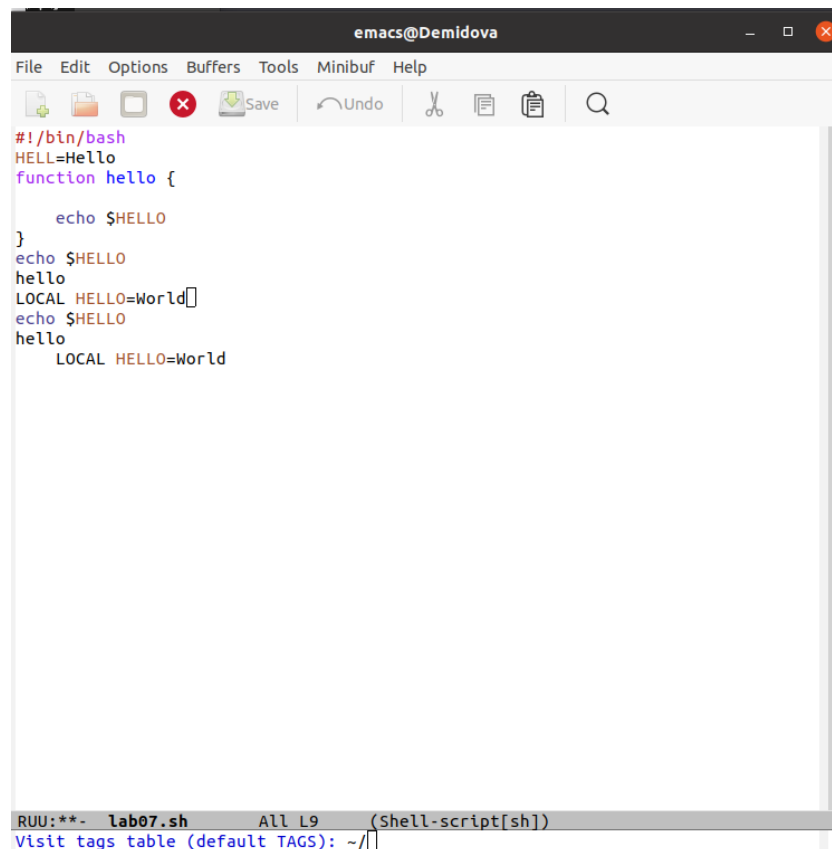 emacs@Demidova
File Edit Options Buffers Tools Minibuf Help
Save Undo
#!/bin/bash
HELL=Hello
function hello {
echo $HELLO
}
echo $HELLO
hello
LOCAL HELLO=World
echo $HELLO
hello
LOCAL HELLO=World
RUU:**- lab07.sh All L9 (Shell-script[sh])
Visit tags table (default TAGS): ~/